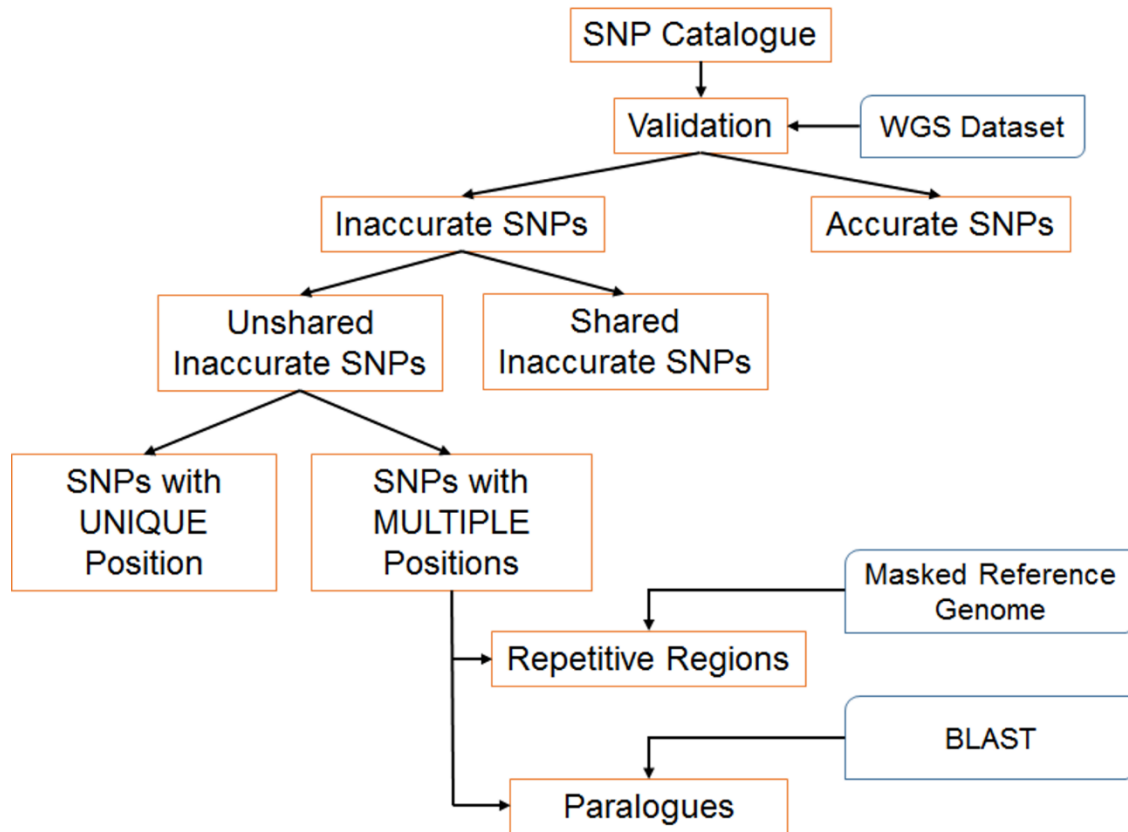 SNP Catalogue
Validation
WGS Dataset
Inaccurate SNPs
Accurate SNPs
Unshared
Inaccurate SNPs
Shared
Inaccurate SNPs
SNPs with
UNIQUE
Position
SNPs with
MULTIPLE
Positions
Masked Reference
Genome
Repetitive Regions
BLAST
Paralogues